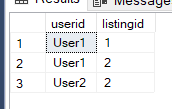 Results Message
userid listingid
1 User1 1
2 User1 2
3 User2 2